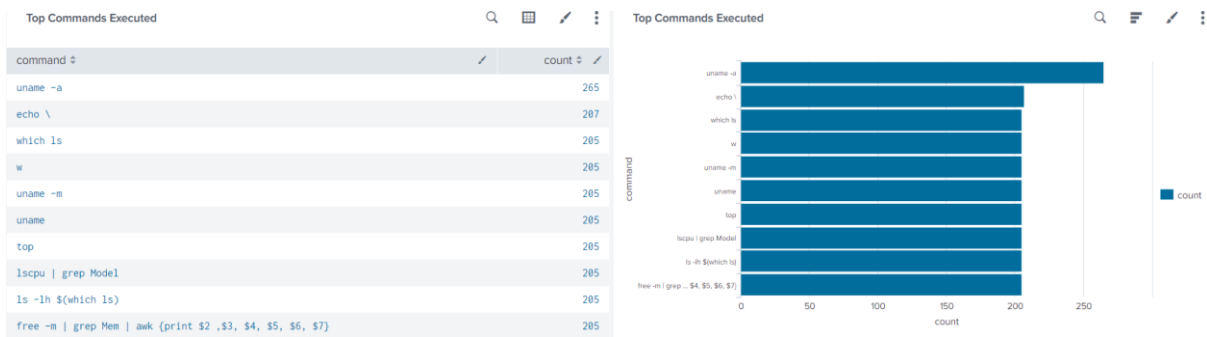 Top Commands Executed
command count
uname -a 265
echo \ 207
which ls 205
w 205
uname -m 205
uname 205
top 205
lscpu | grep Model 205
ls -lh $(which ls) 205
free -m | grep Mem | awk {print $2 ,$3, $4, $5, $6, $7} 205
Top Commands Executed
command
uname -a
echo \
which ls
w
uname -m
uname
top
lscpu | grep Model
ls -lh $(which ls)
free -m | grep ... $4, $5, $6, $7}
0 50 100 150 200 250
count
count